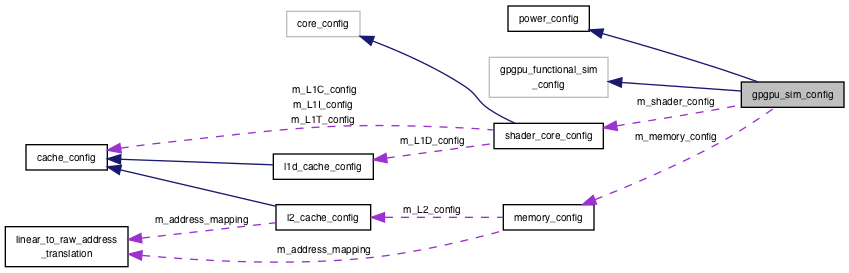 power_config
core_config
gpgpu_functional_sim
_config
m_L1C_config
m_L1I_config
m_L1T_config
gpgpu_sim_config
m_shader_config
shader_core_config
m_memory_config
m_L1D_config
cache_config
l1d_cache_config
m_L2_config
l2_cache_config
memory_config
m_address_mapping
linear_to_raw_address
_translation
m_address_mapping